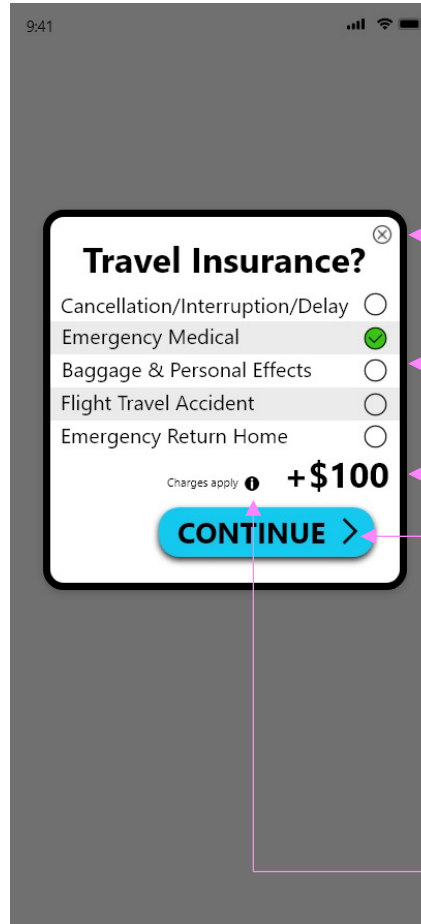 9:41
Travel Insurance?
Cancellation/Interruption/Delay
Emergency Medical
Baggage & Personal Effects
Flight Travel Accident
Emergency Return Home
Charges apply +$100
CONTINUE